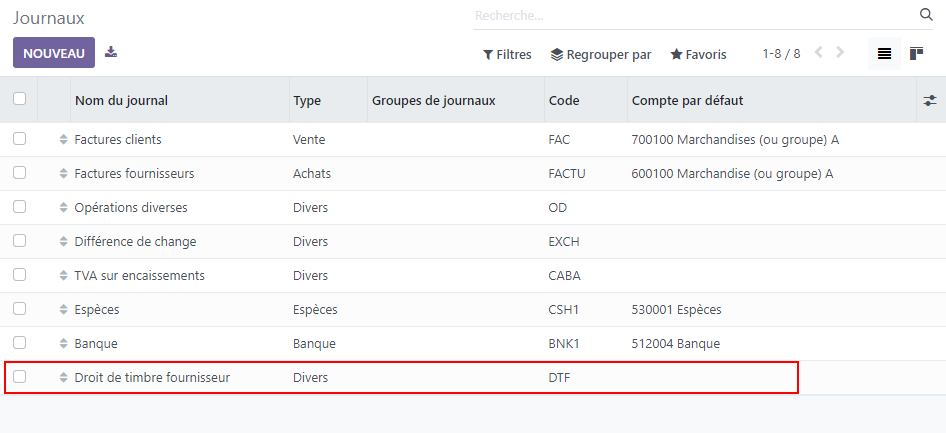 Journaux
Recherche...
NOUVEAU
Filtres Regrouper par Favoris 1-8 / 8
Nom du journal Type Groupes de journaux Code Compte par défaut
Factures clients Vente FAC 700100 Marchandises (ou groupe) A
Factures fournisseurs Achats FACTU 600100 Marchandise (ou groupe) A
Opérations diverses Divers OD
Différence de change Divers EXCH
TVA sur encaissements Divers CABA
Espèces Espèces CSH1 530001 Espèces
Banque Banque BNK1 512004 Banque
Droit de timbre fournisseur Divers DTF